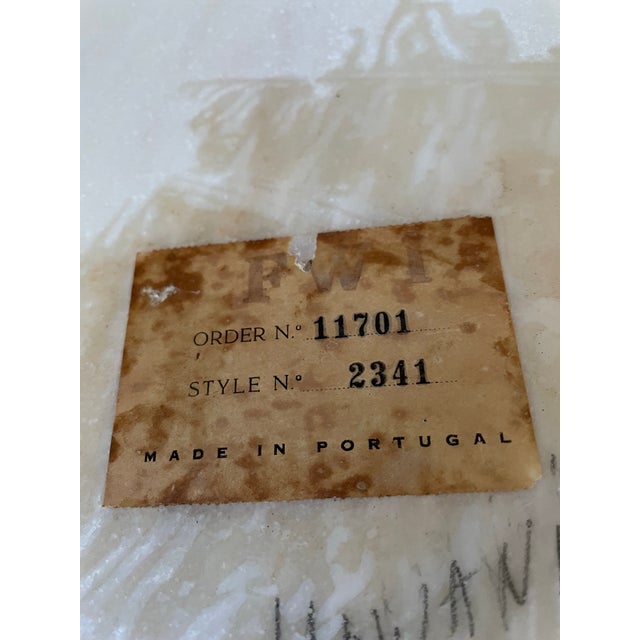 FWI
ORDER N.º 11701
STYLE N.º 2341
MADE IN PORTUGAL